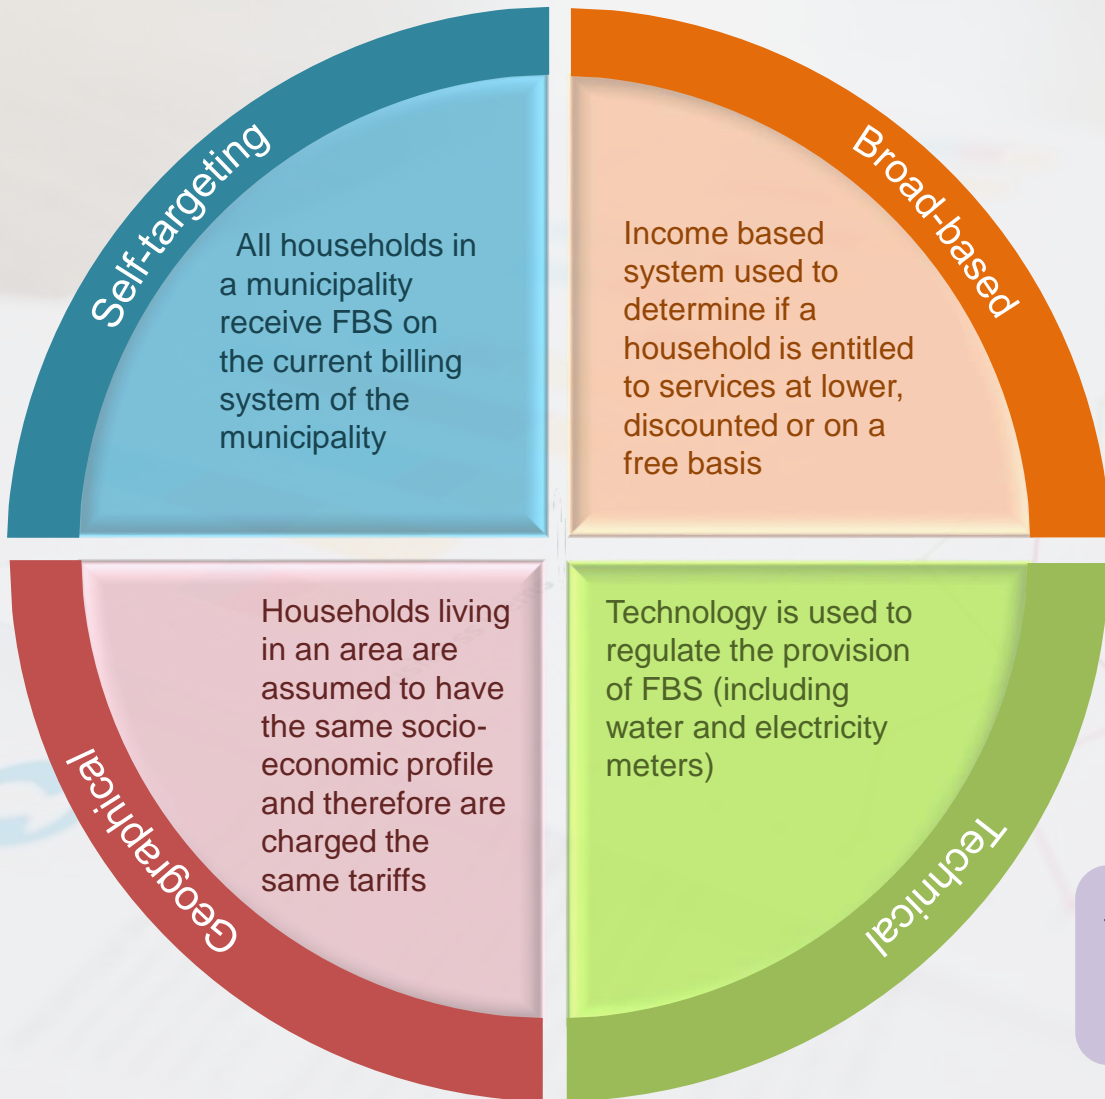 Self-targeting
All households in
a municipality
receive FBS on
the current billing
system of the
municipality
Broad-based
Income based
system used to
determine if a
household is entitled
to services at lower,
discounted or on a
free basis
Geographical
Households living
in an area are
assumed to have
the same socio-
economic profile
and therefore are
charged the
same tariffs
Technical
Technology is used to
regulate the provision
of FBS (including
water and electricity
meters)